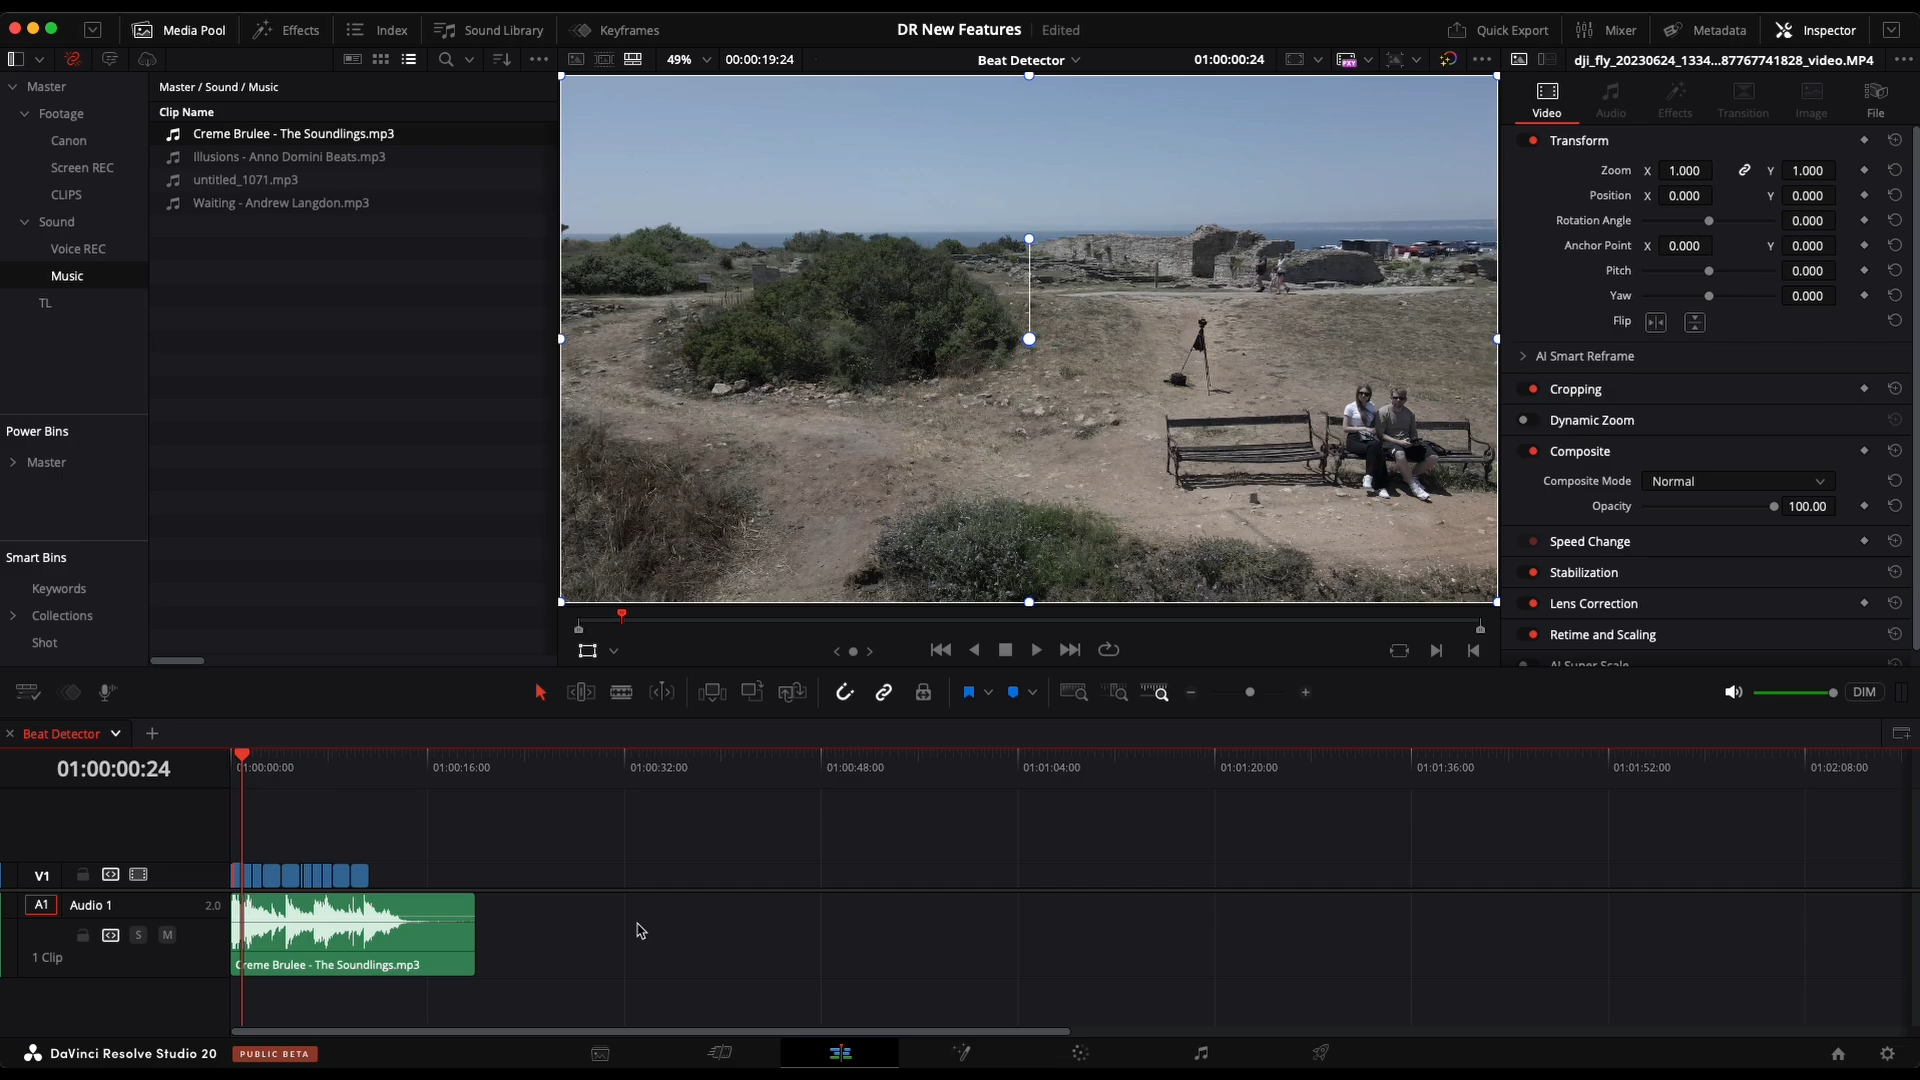 Media Pool
Effects
Index
Sound Library
Keyframes
DR New Features
Edited
Quick Export
Mixer
Metadata
Inspector
49%
00:00:19:24
Beat Detector
01:00:00:24
PXY
dji_fly_20230624_1334...87767741828_video.MP4
Master
Footage
Canon
Screen REC
CLIPS
Sound
Voice REC
Music
TL
Power Bins
Master
Smart Bins
Keywords
Collections
Shot
Master / Sound / Music
Clip Name
Creme Brulee - The Soundlings.mp3
Illusions - Anno Domini Beats.mp3
untitled_1071.mp3
Waiting - Andrew Langdon.mp3
Video
Audio
Effects
Transition
Image
File
Transform
Zoom X 1.000 Y 1.000
Position X 0.000 Y 0.000
Rotation Angle 0.000
Anchor Point X 0.000 Y 0.000
Pitch 0.000
Yaw 0.000
Flip
AI Smart Reframe
Cropping
Dynamic Zoom
Composite
Composite Mode Normal
Opacity 100.00
Speed Change
Stabilization
Lens Correction
Retime and Scaling
AI Super Scale
DIM
Beat Detector
01:00:00:24
01:00:00:00
01:00:16:00
01:00:32:00
01:00:48:00
01:01:04:00
01:01:20:00
01:01:36:00
01:01:52:00
01:02:08:00
V1
A1 Audio 1 2.0
S M
1 Clip
Creme Brulee - The Soundlings.mp3
DaVinci Resolve Studio 20
PUBLIC BETA